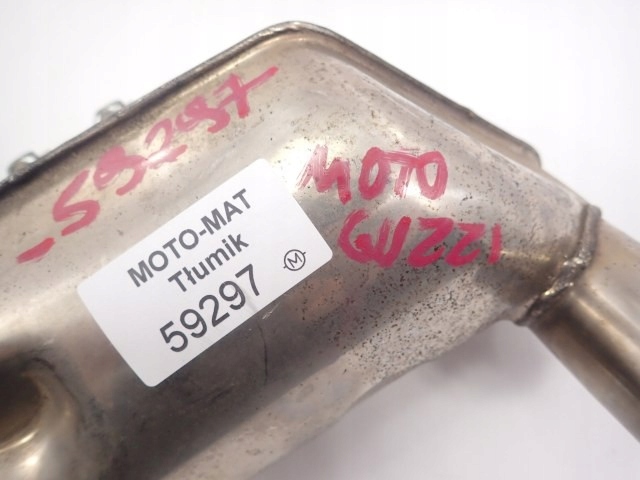 -59297
MOTO
GUZZI
MOTO-MAT
Tłumik
59297
M